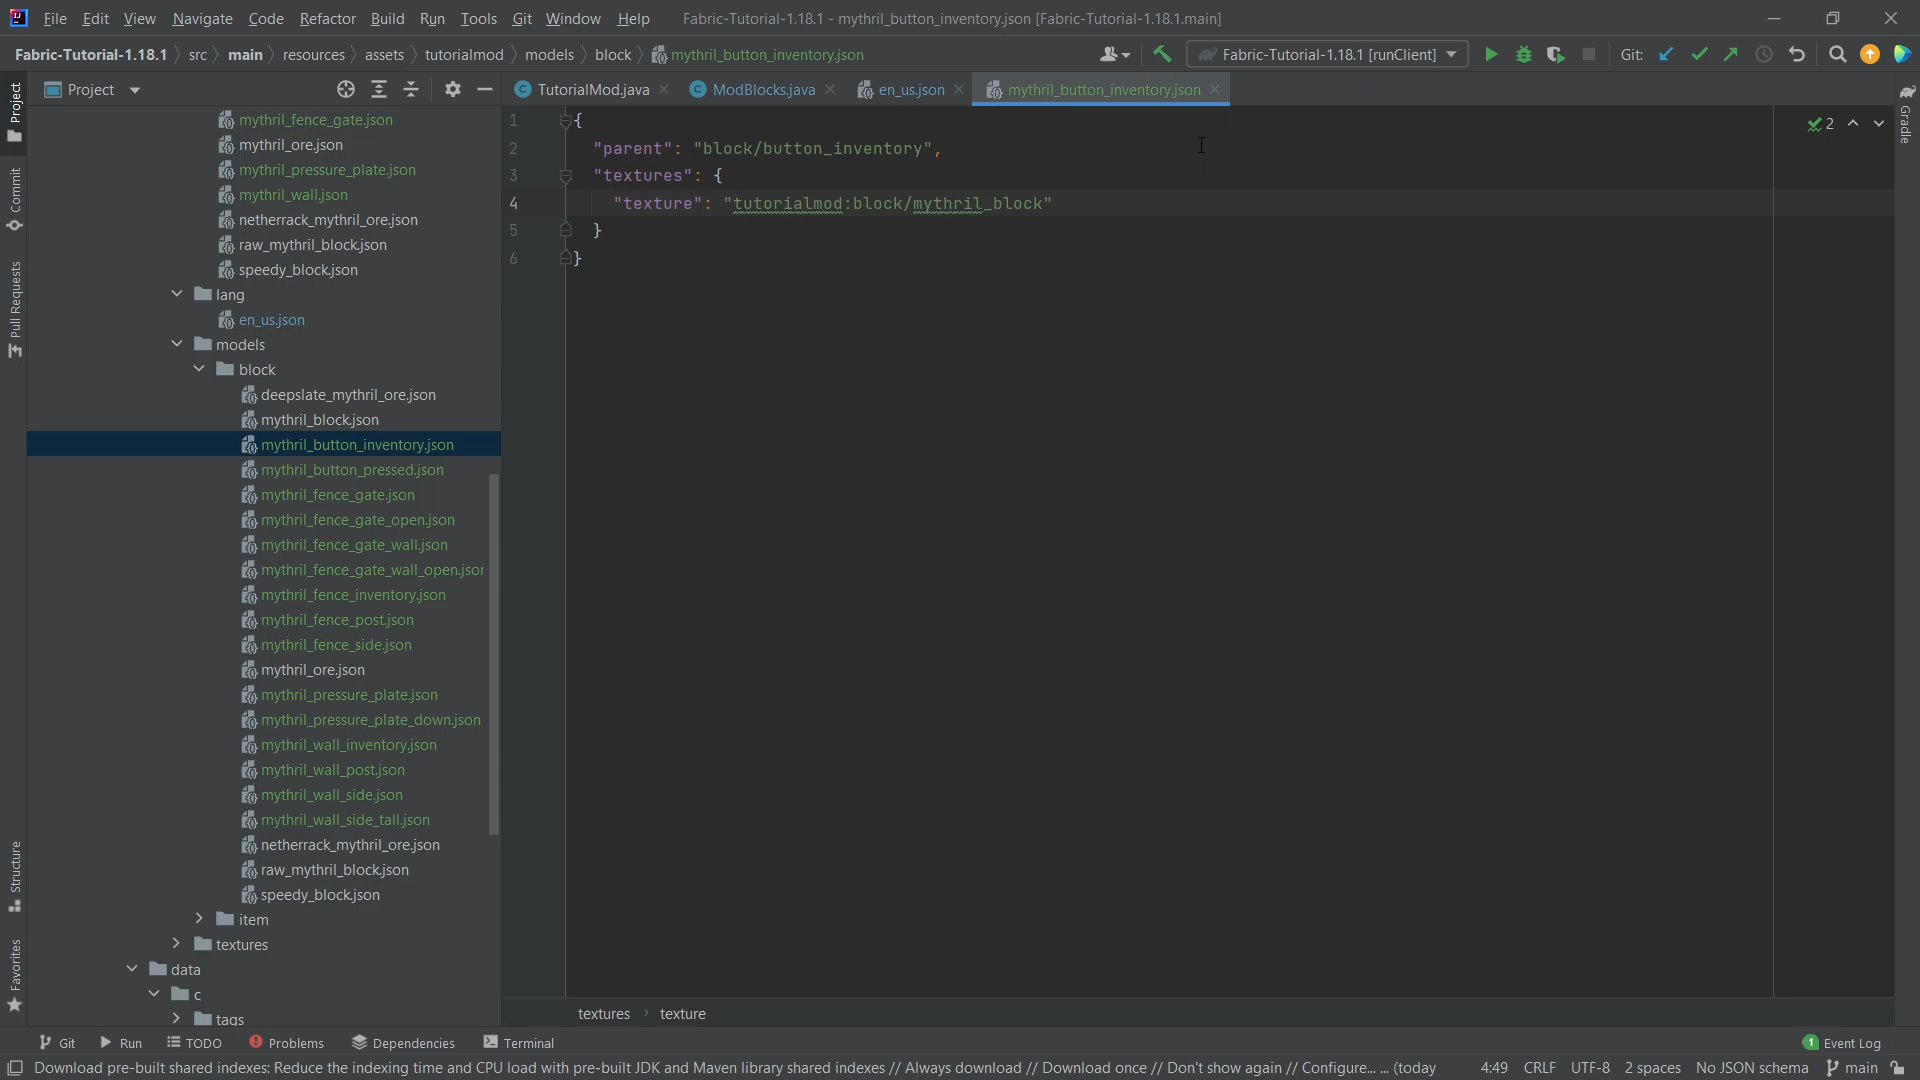 File Edit View Navigate Code Refactor Build Run Tools Git Window Help Fabric-Tutorial-1.18.1 - mythril_button_inventory.json [Fabric-Tutorial-1.18.1.main]
Fabric-Tutorial-1.18.1 src main resources assets tutorialmod models block mythril_button_inventory.json Fabric-Tutorial-1.18.1 [runClient] Git:
Project TutorialMod.java ModBlocks.java en_us.json mythril_button_inventory.json
Project
Commit
Pull Requests
Structure
Favorites
Gradle
mythril_fence_gate.json
mythril_ore.json
mythril_pressure_plate.json
mythril_wall.json
netherrack_mythril_ore.json
raw_mythril_block.json
speedy_block.json
lang
en_us.json
models
block
deepslate_mythril_ore.json
mythril_block.json
mythril_button_inventory.json
mythril_button_pressed.json
mythril_fence_gate.json
mythril_fence_gate_open.json
mythril_fence_gate_wall.json
mythril_fence_gate_wall_open.json
mythril_fence_inventory.json
mythril_fence_post.json
mythril_fence_side.json
mythril_ore.json
mythril_pressure_plate.json
mythril_pressure_plate_down.json
mythril_wall_inventory.json
mythril_wall_post.json
mythril_wall_side.json
mythril_wall_side_tall.json
netherrack_mythril_ore.json
raw_mythril_block.json
speedy_block.json
item
textures
data
c
tags
1 {
2 "parent": "block/button_inventory",
3 "textures": {
4 "texture": "tutorialmod:block/mythril_block"
5 }
6 }
2
textures texture
Git Run TODO Problems Dependencies Terminal 1 Event Log
Download pre-built shared indexes: Reduce the indexing time and CPU load with pre-built JDK and Maven library shared indexes // Always download // Download once // Don't show again // Configure... ... (today 4:49 CRLF UTF-8 2 spaces No JSON schema main